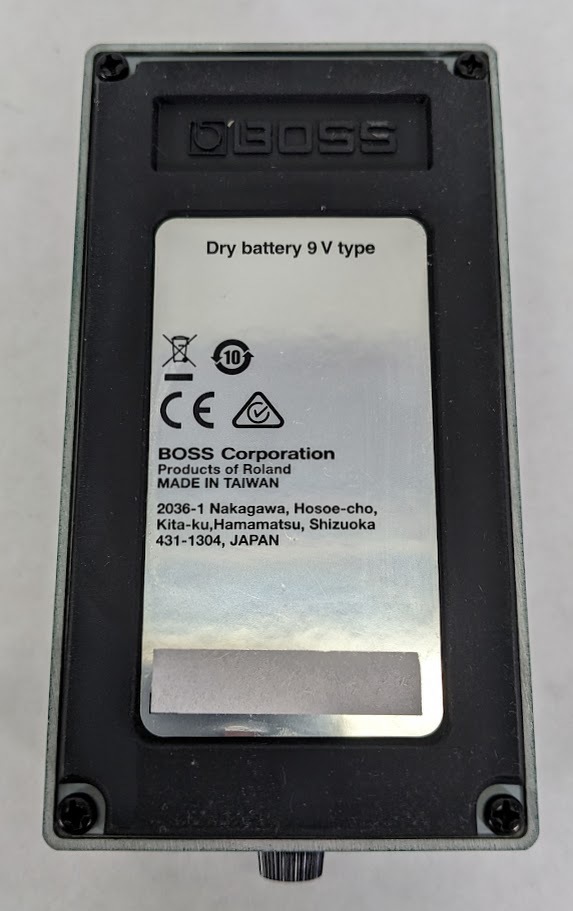 BOSS
Dry battery 9 V type
10
CE
BOSS Corporation
Products of Roland
MADE IN TAIWAN
2036-1 Nakagawa, Hosoe-cho,
Kita-ku,Hamamatsu, Shizuoka
431-1304, JAPAN